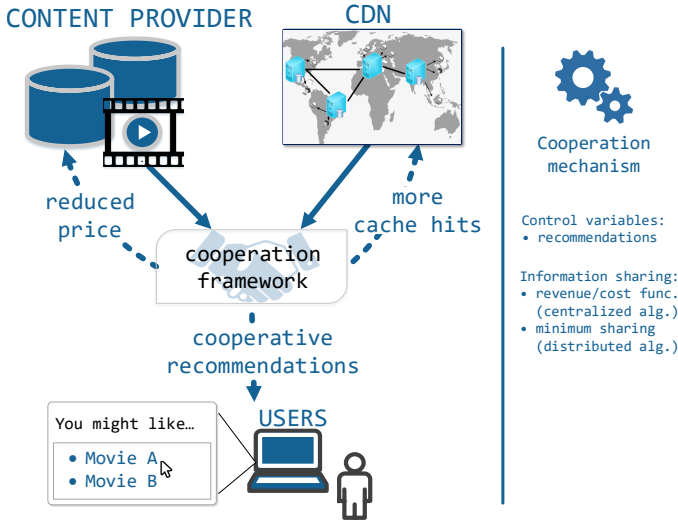 CONTENT PROVIDER
CDN
reduced
price
more
cache hits
cooperation
framework
cooperative
recommendations
You might like…
• Movie A
• Movie B
USERS
Cooperation
mechanism
Control variables:
• recommendations
Information sharing:
• revenue/cost func.
(centralized alg.)
• minimum sharing
(distributed alg.)